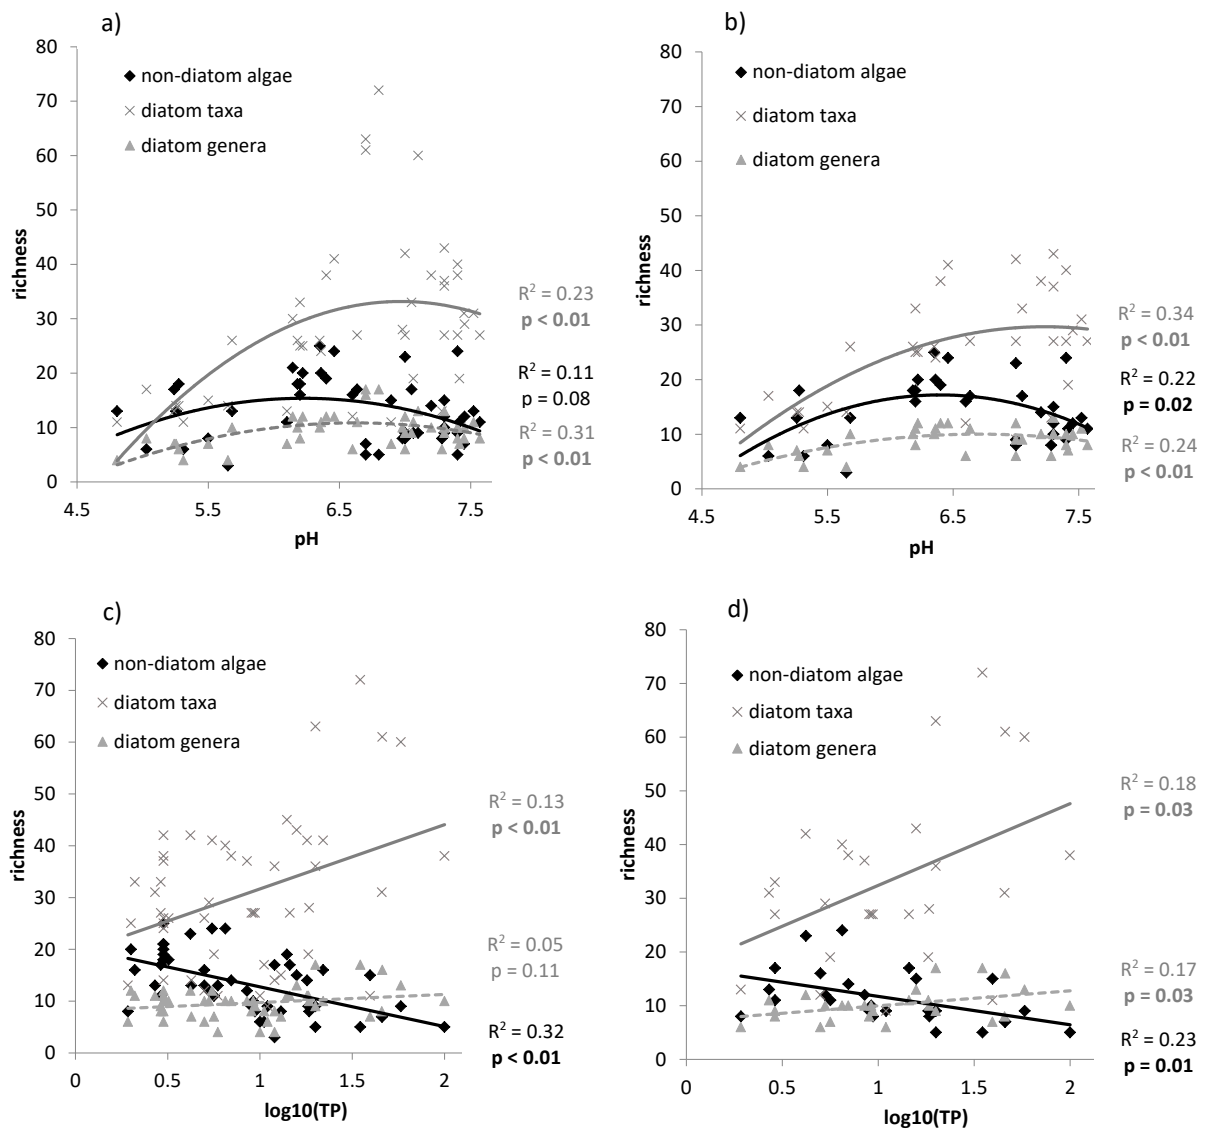 a)
80
70
60
50
40
30
20
10
0
richness
non-diatom algae
diatom taxa
diatom genera
R² = 0.23
p < 0.01
R² = 0.11
p = 0.08
R² = 0.31
p < 0.01
4.5 5.5 6.5 7.5
pH
b)
80
70
60
50
40
30
20
10
0
richness
non-diatom algae
diatom taxa
diatom genera
R² = 0.34
p < 0.01
R² = 0.22
p = 0.02
R² = 0.24
p < 0.01
4.5 5.5 6.5 7.5
pH
c)
80
70
60
50
40
30
20
10
0
richness
non-diatom algae
diatom taxa
diatom genera
R² = 0.13
p < 0.01
R² = 0.05
p = 0.11
R² = 0.32
p < 0.01
0 0.5 1 1.5 2
log10(TP)
d)
80
70
60
50
40
30
20
10
0
richness
non-diatom algae
diatom taxa
diatom genera
R² = 0.18
p = 0.03
R² = 0.17
p = 0.03
R² = 0.23
p = 0.01
0 0.5 1 1.5 2
log10(TP)